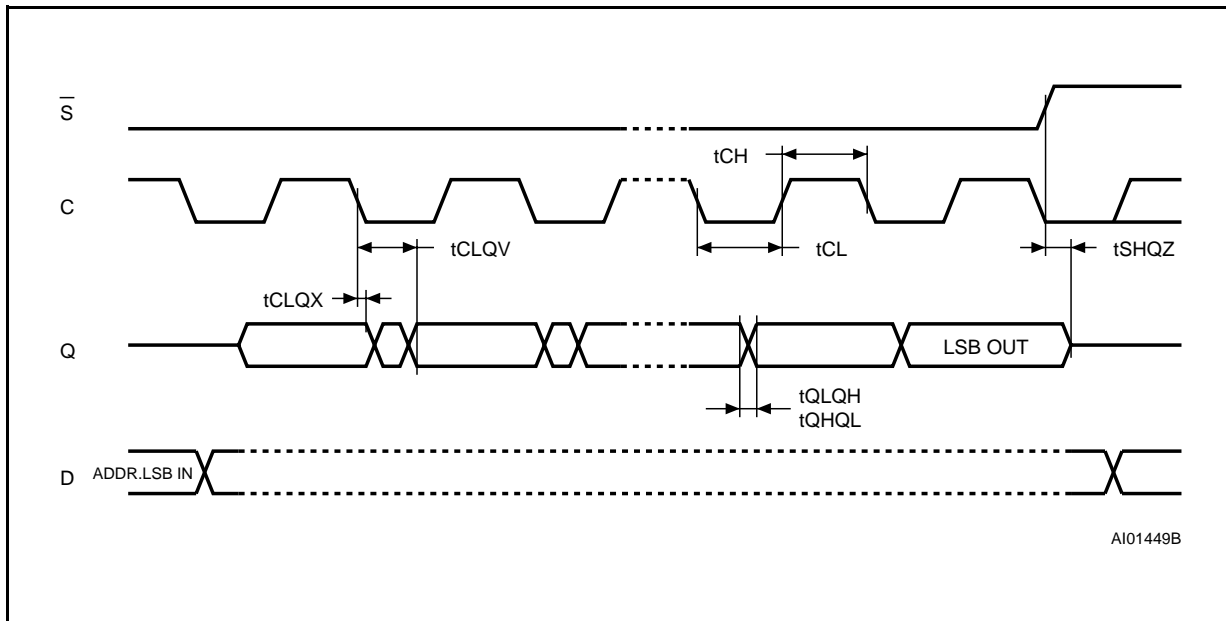 S
tCH
C
tCLQV
tCL
tSHQZ
tCLQX
Q
LSB OUT
tQLQH
tQHQL
D
ADDR.LSB IN
AI01449B